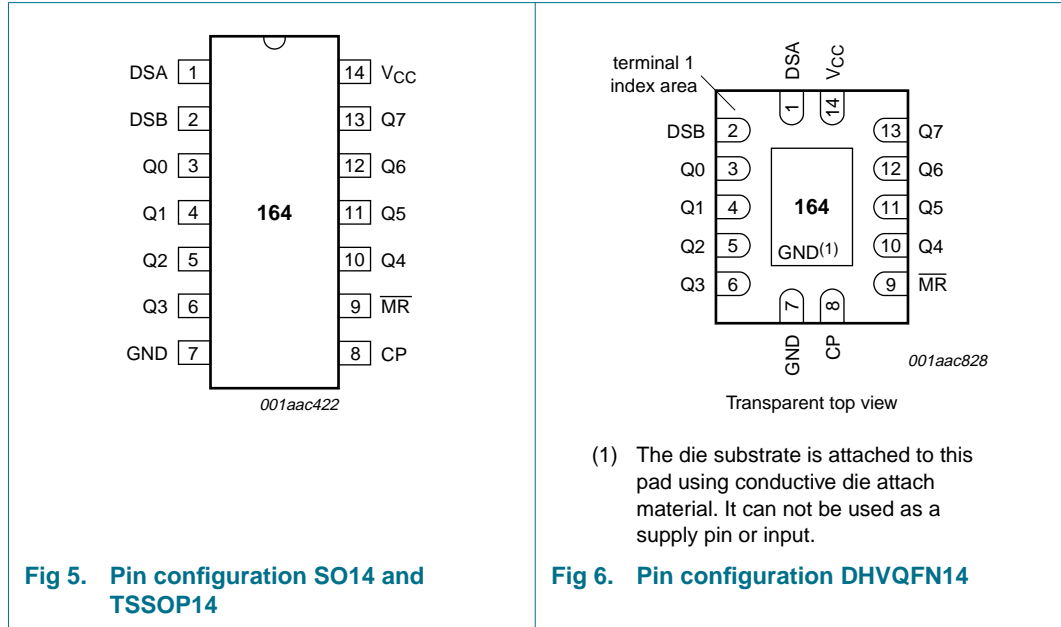 DSA 1
14 VCC
DSB 2
13 Q7
Q0 3
12 Q6
Q1 4
164
11 Q5
Q2 5
10 Q4
Q3 6
9 MR
GND 7
8 CP
001aac422
Fig 5. Pin configuration SO14 and
TSSOP14
terminal 1
index area
DSA
VCC
1
14
DSB 2
13 Q7
Q0 3
12 Q6
Q1 4
164
11 Q5
Q2 5
GND(1)
10 Q4
Q3 6
9 MR
7
8
GND
CP
001aac828
Transparent top view
(1) The die substrate is attached to this
pad using conductive die attach
material. It can not be used as a
supply pin or input.
Fig 6. Pin configuration DHVQFN14